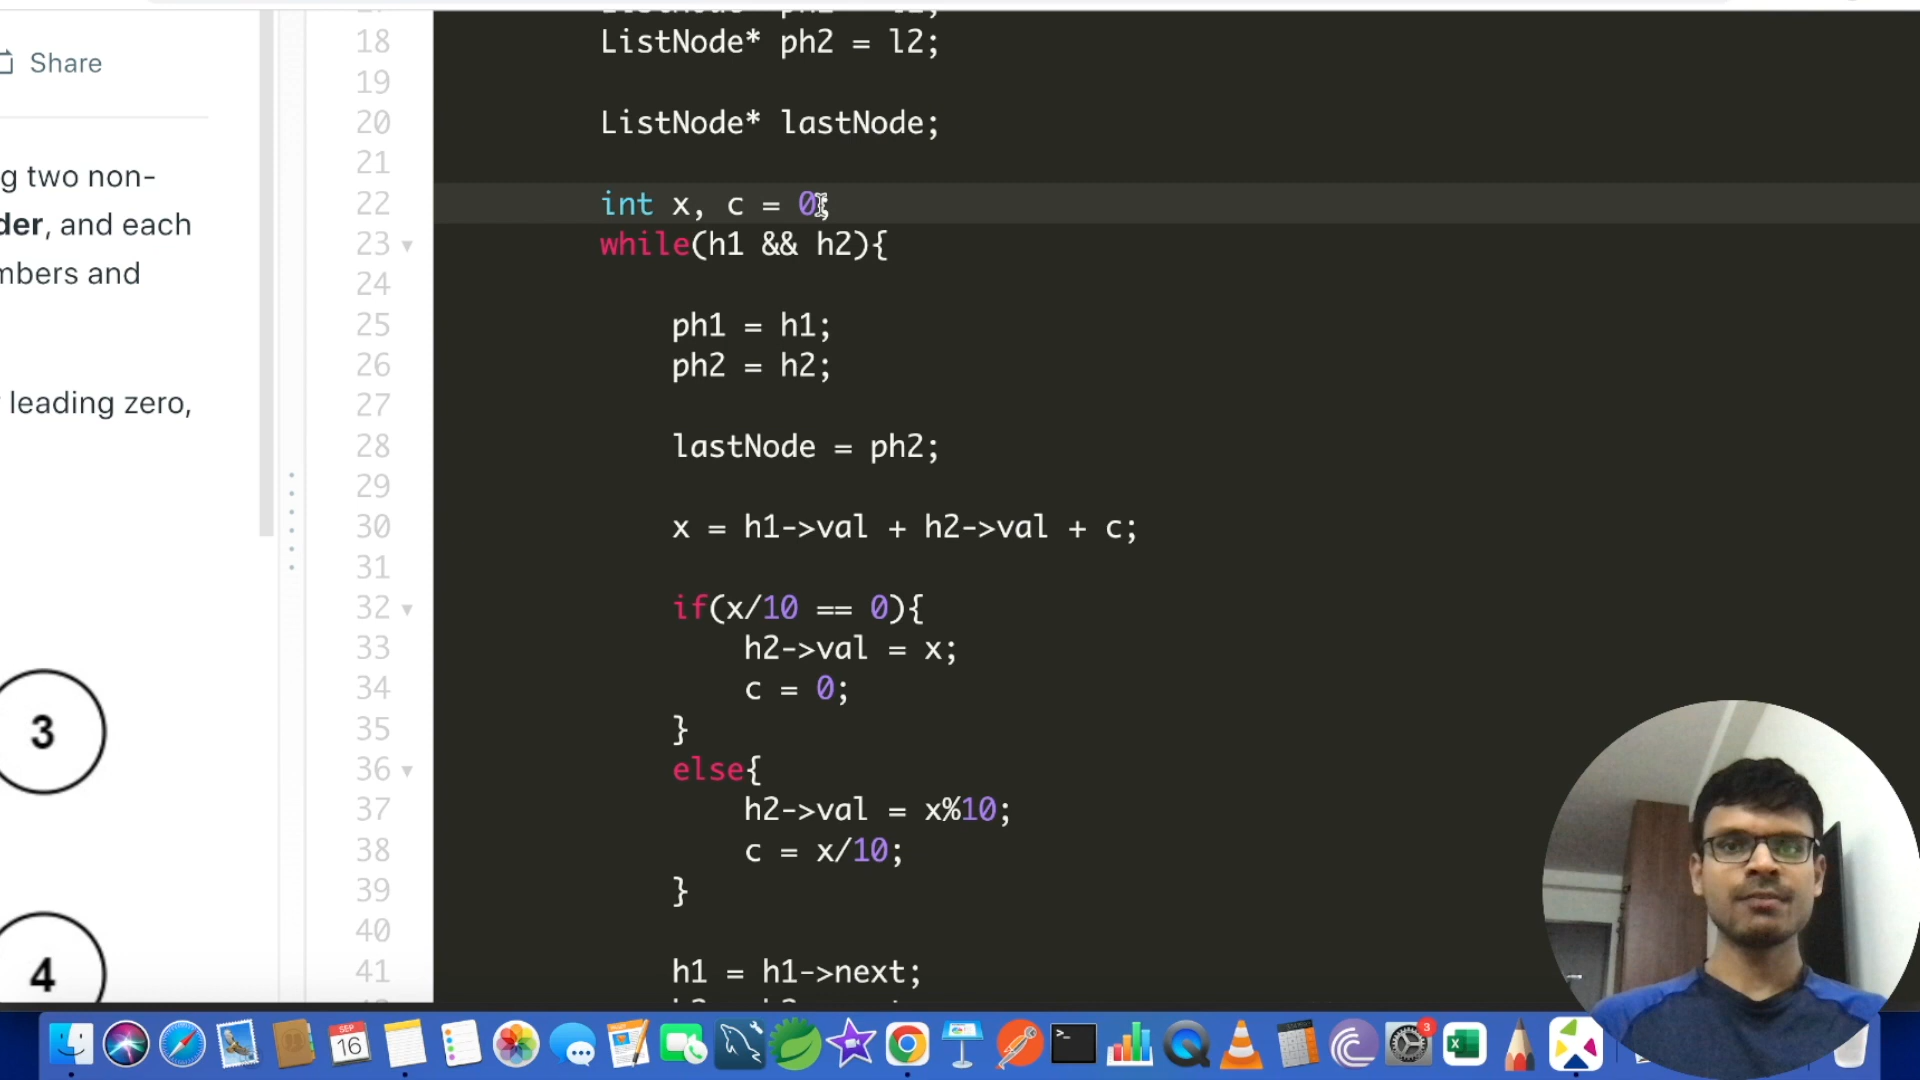 Share
g two non-
der, and each
mbers and
leading zero,
3
4
18 ListNode* ph2 = l2;
19
20 ListNode* lastNode;
21
22 int x, c = 0;
23 while(h1 && h2){
24
25 ph1 = h1;
26 ph2 = h2;
27
28 lastNode = ph2;
29
30 x = h1->val + h2->val + c;
31
32 if(x/10 == 0){
33 h2->val = x;
34 c = 0;
35 }
36 else{
37 h2->val = x%10;
38 c = x/10;
39 }
40
41 h1 = h1->next;
SEP
16
3